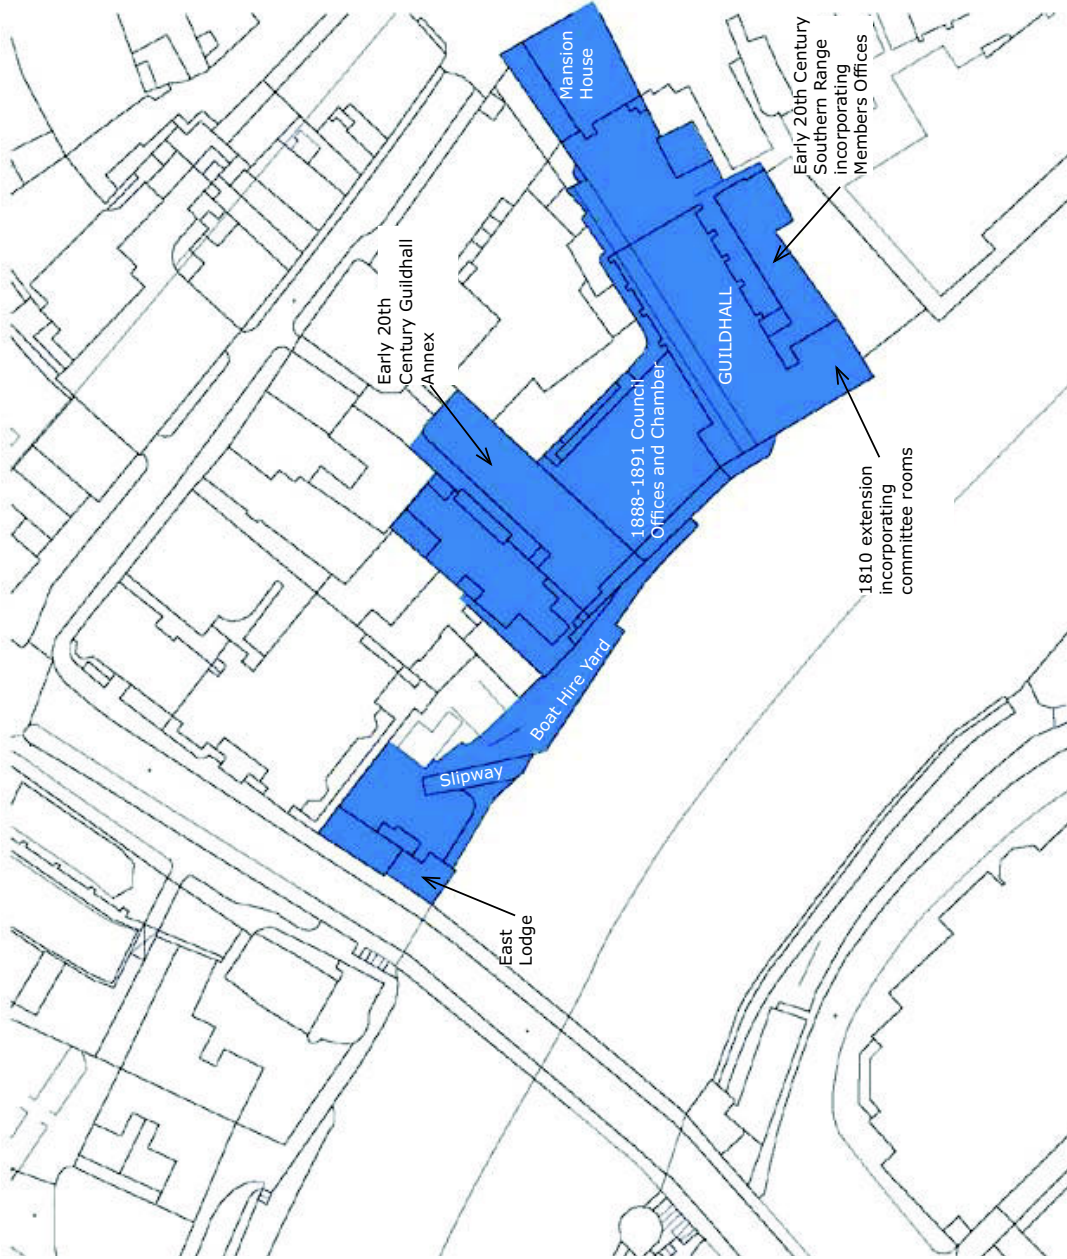 Mansion
House
Early 20th Century
Southern Range
incorporating
Members Offices
Early 20th
Century Guildhall
Annex
GUILDHALL
1888-1891 Council
Offices and Chamber
1810 extension
incorporating
committee rooms
Boat Hire Yard
Slipway
East
Lodge